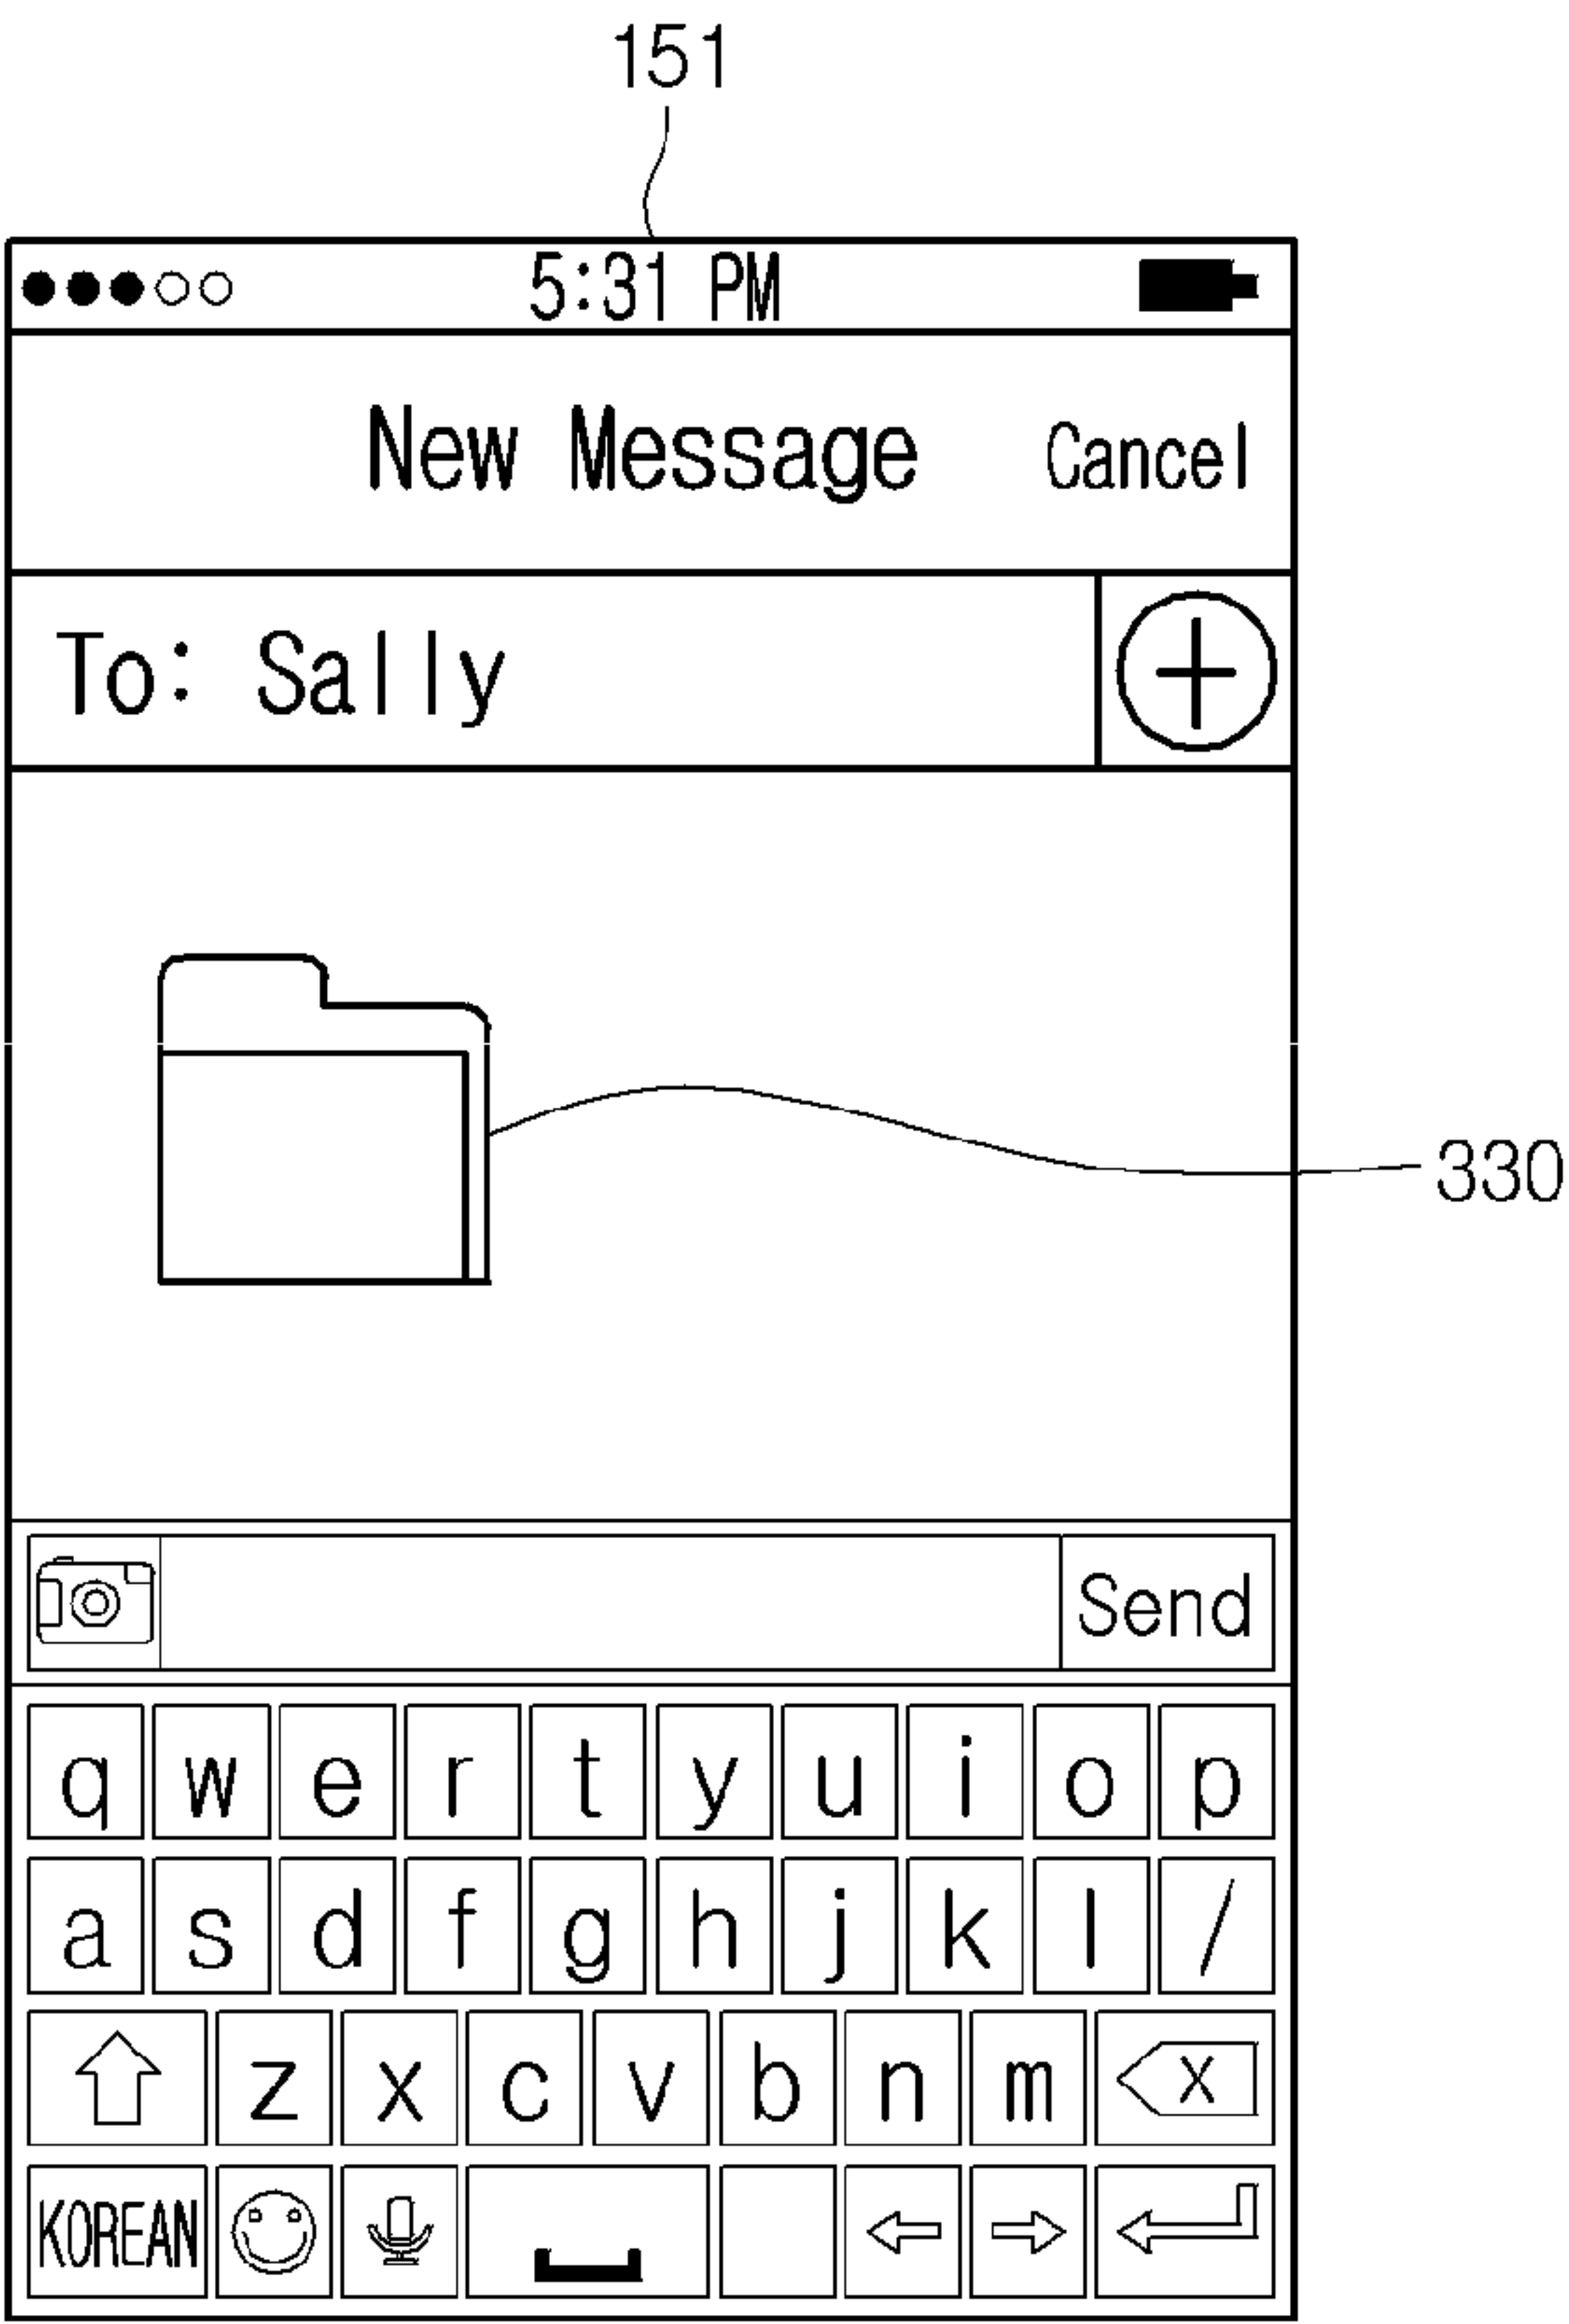 151
5:31 PM
New Message Cancel
To: Sally
330
Send
q w e r t y u i o p
a s d f g h j k l /
z x c v b n m X
KOREAN